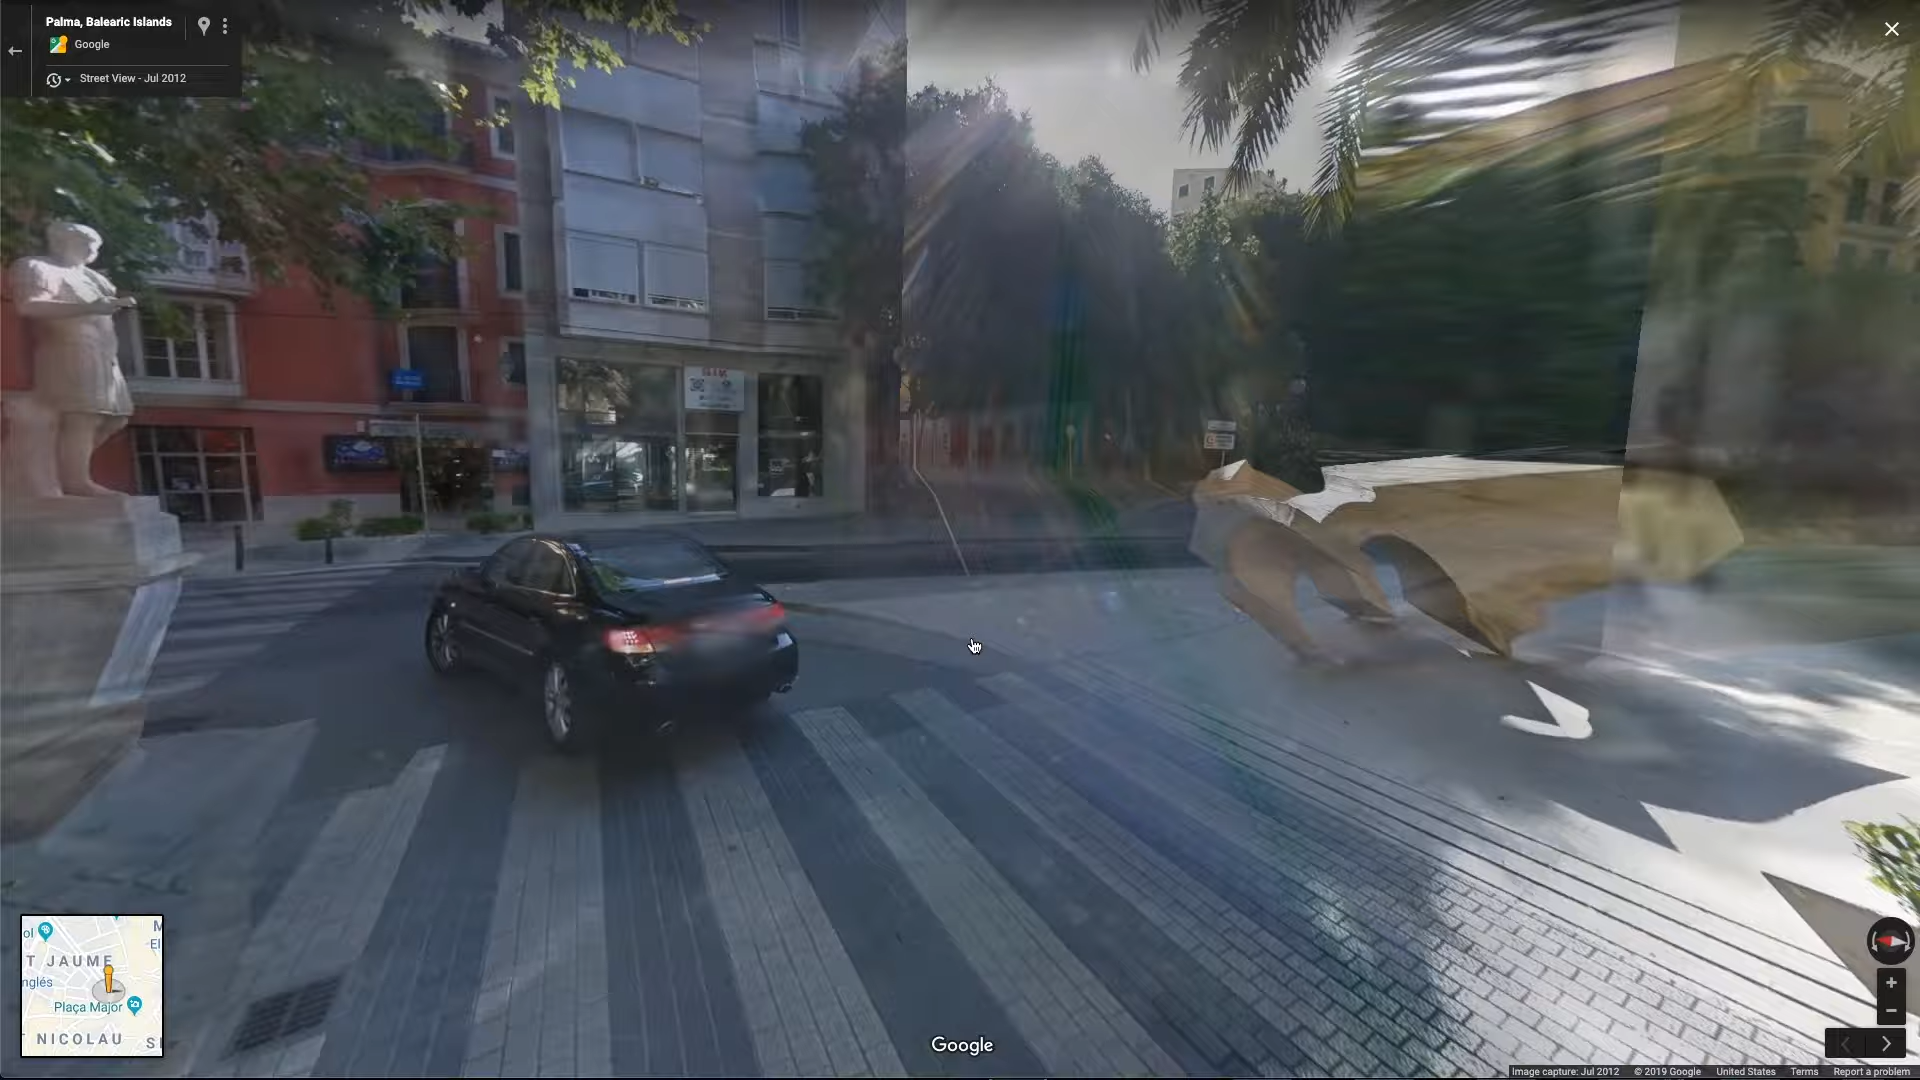 Palma, Balearic Islands
Google
Street View - Jul 2012
T JAUME
nglés
Plaça Major
NICOLAU
Google
Image capture: Jul 2012 © 2019 Google United States Terms Report a problem